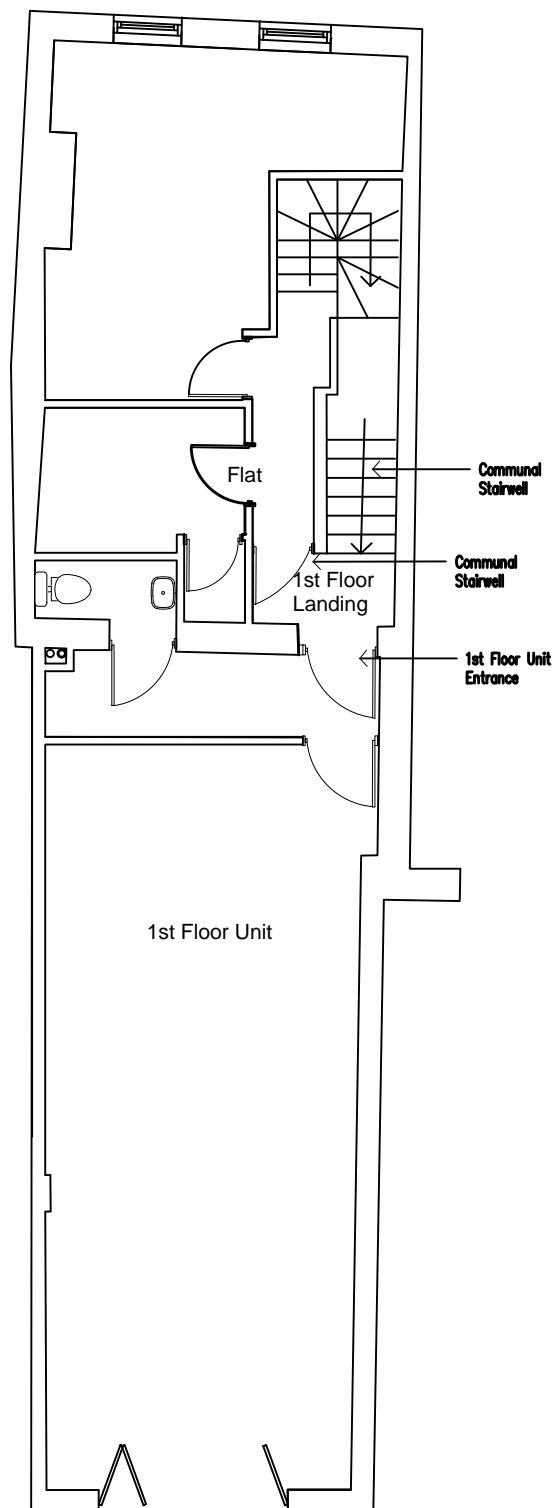 Flat
Communal
Stairwell
Communal
Stairwell
1st Floor
Landing
1st Floor Unit
Entrance
1st Floor Unit